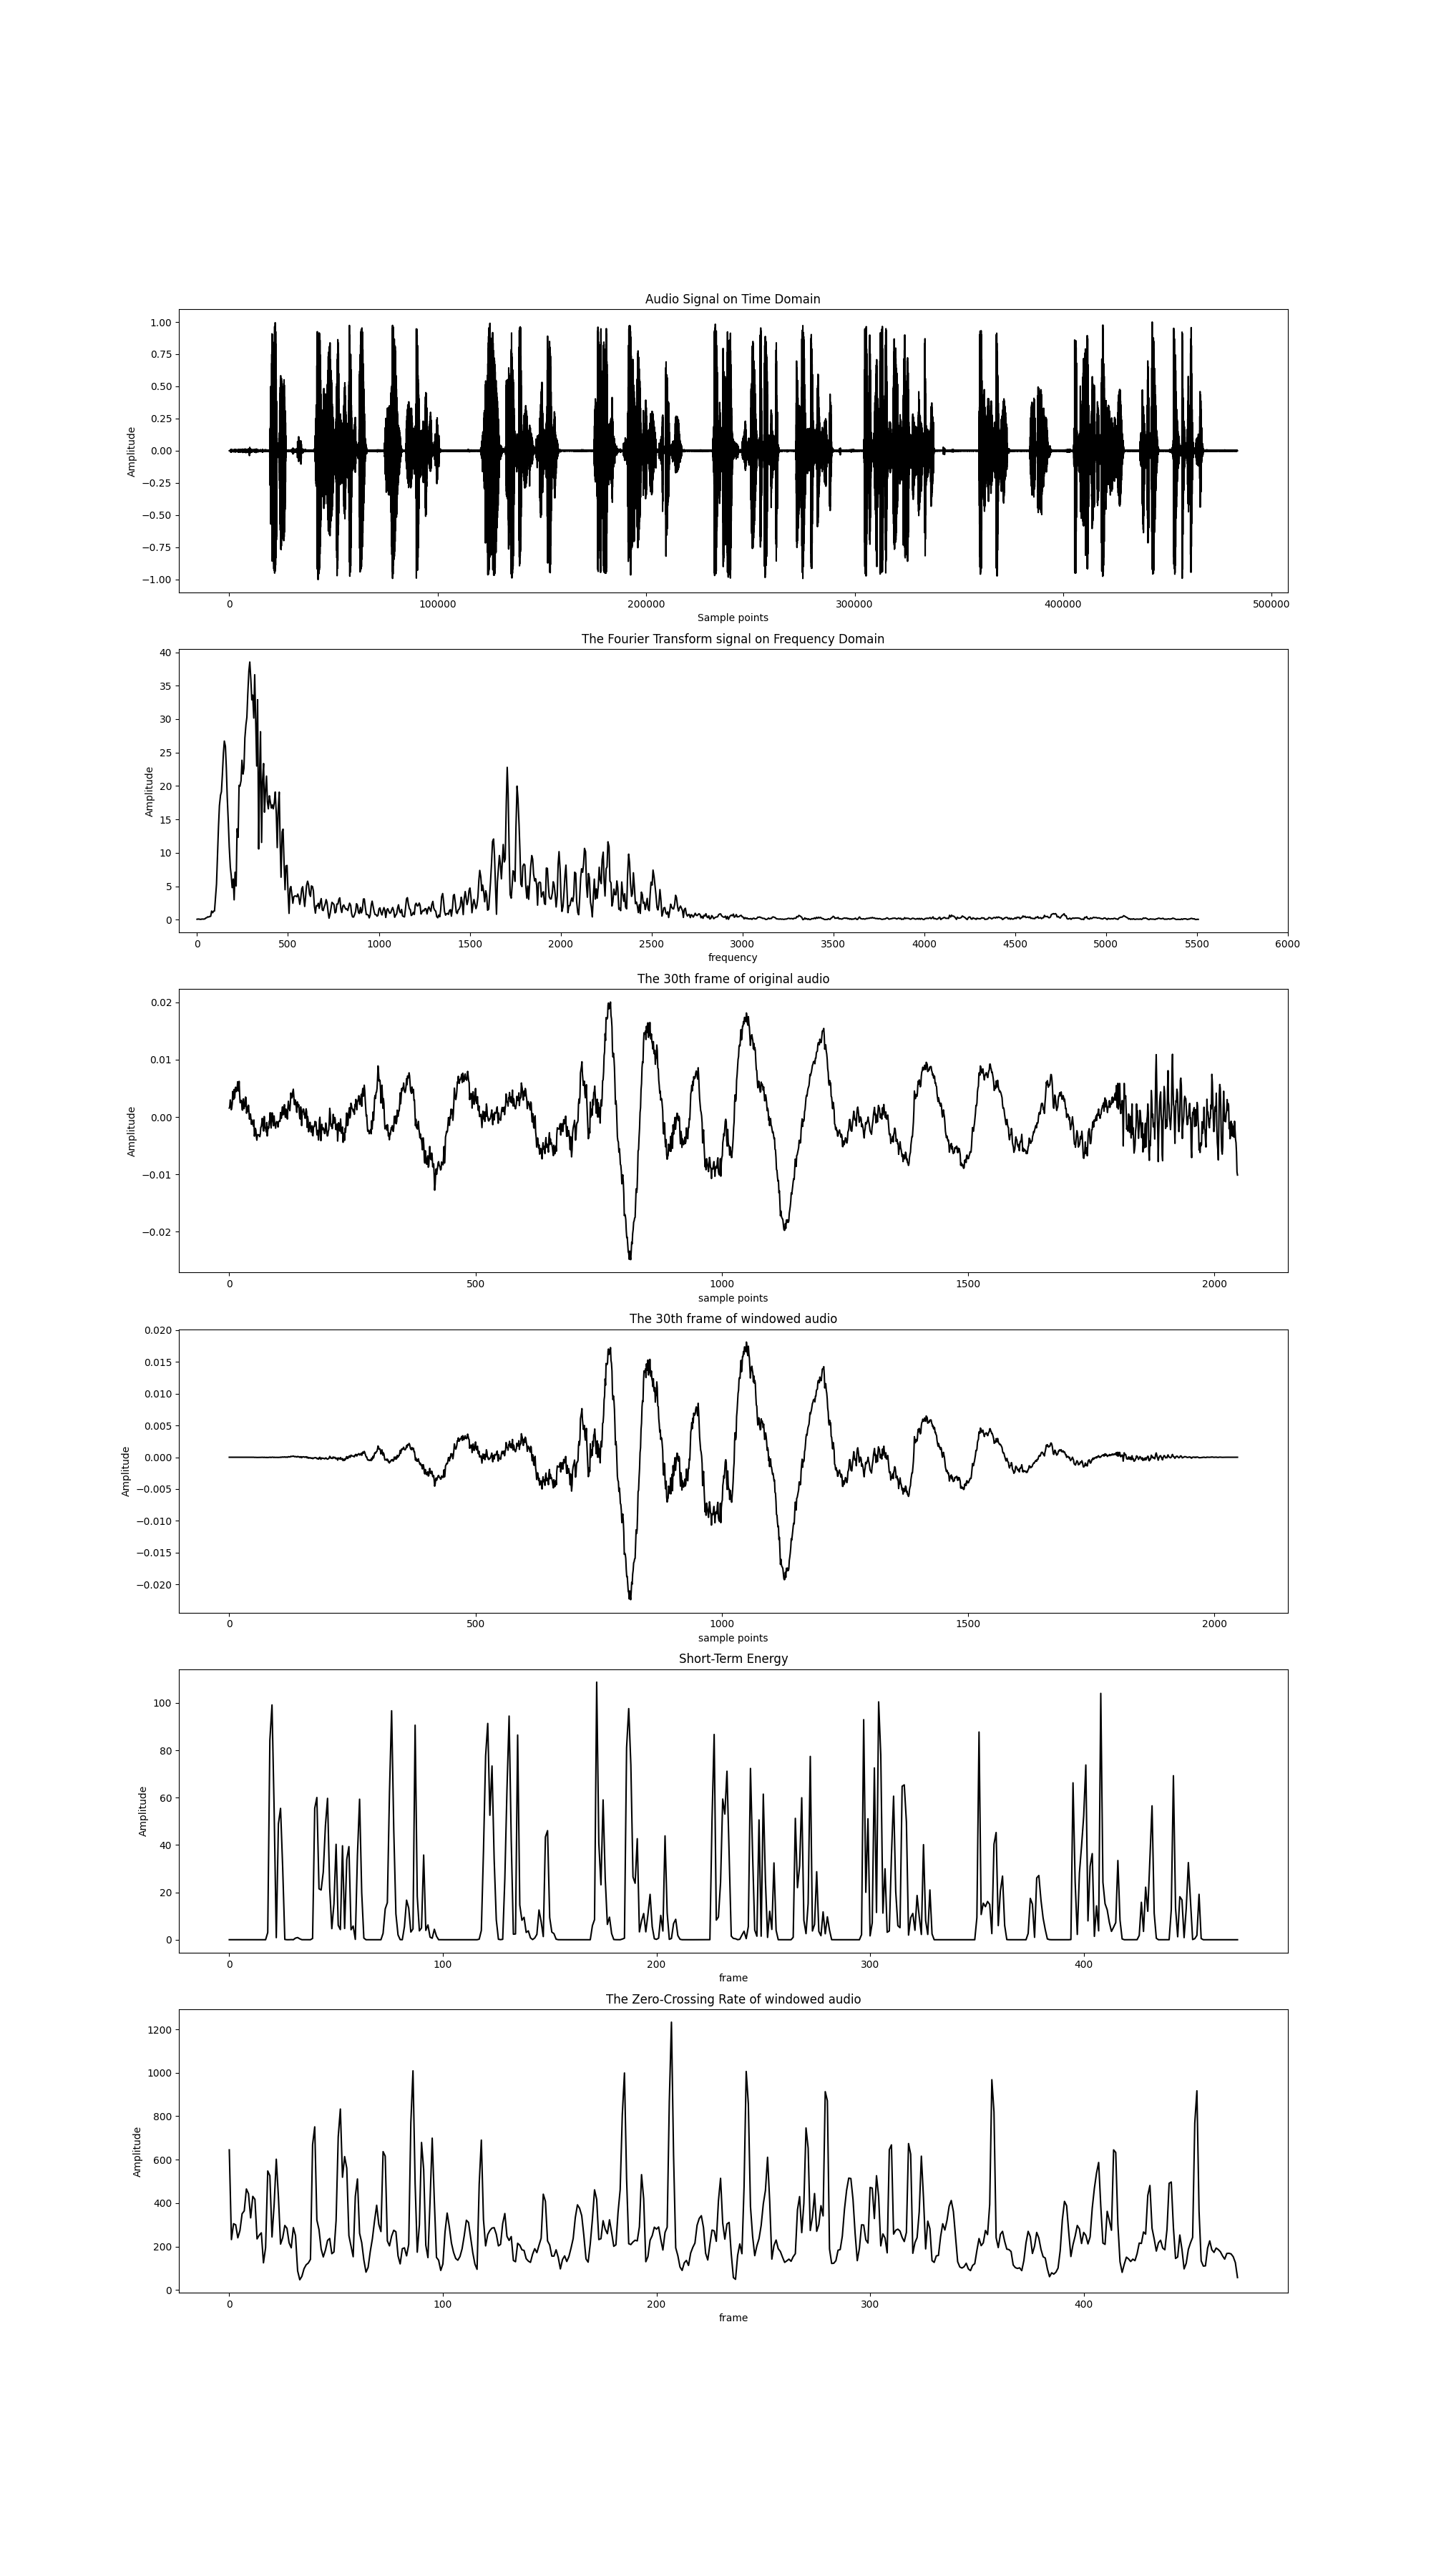 Audio Signal on Time Domain
1.00
0.75
0.50
0.25
0.00
−0.25
−0.50
−0.75
−1.00
Amplitude
0 100000 200000 300000 400000 500000
Sample points
The Fourier Transform signal on Frequency Domain
40
35
30
25
20
15
10
5
0
Amplitude
0 500 1000 1500 2000 2500 3000 3500 4000 4500 5000 5500 6000
frequency
The 30th frame of original audio
0.02
0.01
0.00
−0.01
−0.02
Amplitude
0 500 1000 1500 2000
sample points
The 30th frame of windowed audio
0.020
0.015
0.010
0.005
0.000
−0.005
−0.010
−0.015
−0.020
Amplitude
0 500 1000 1500 2000
sample points
Short-Term Energy
100
80
60
40
20
0
Amplitude
0 100 200 300 400
frame
The Zero-Crossing Rate of windowed audio
1200
1000
800
600
400
200
0
Amplitude
0 100 200 300 400
frame